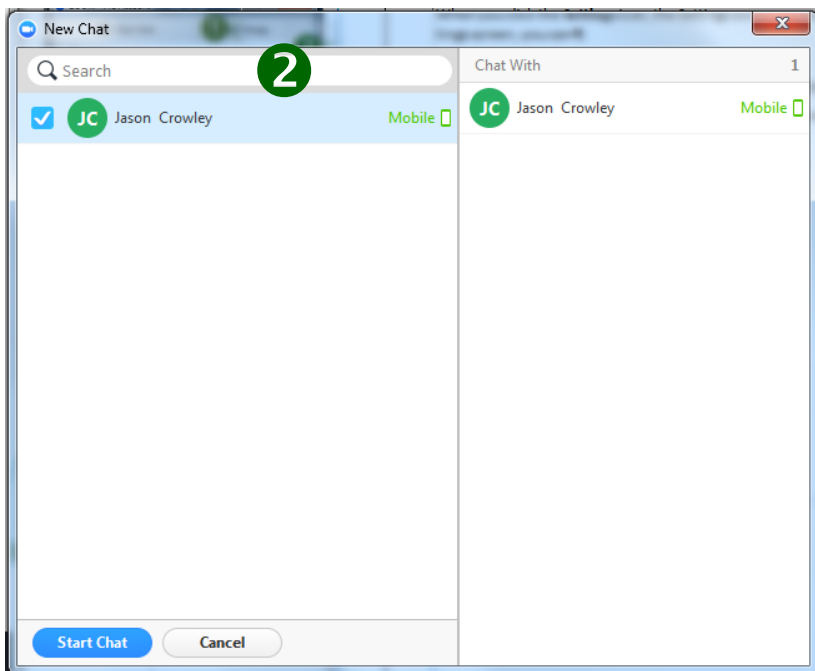 New Chat
Search
2
JC Jason Crowley Mobile
Start Chat Cancel
Chat With 1
JC Jason Crowley Mobile